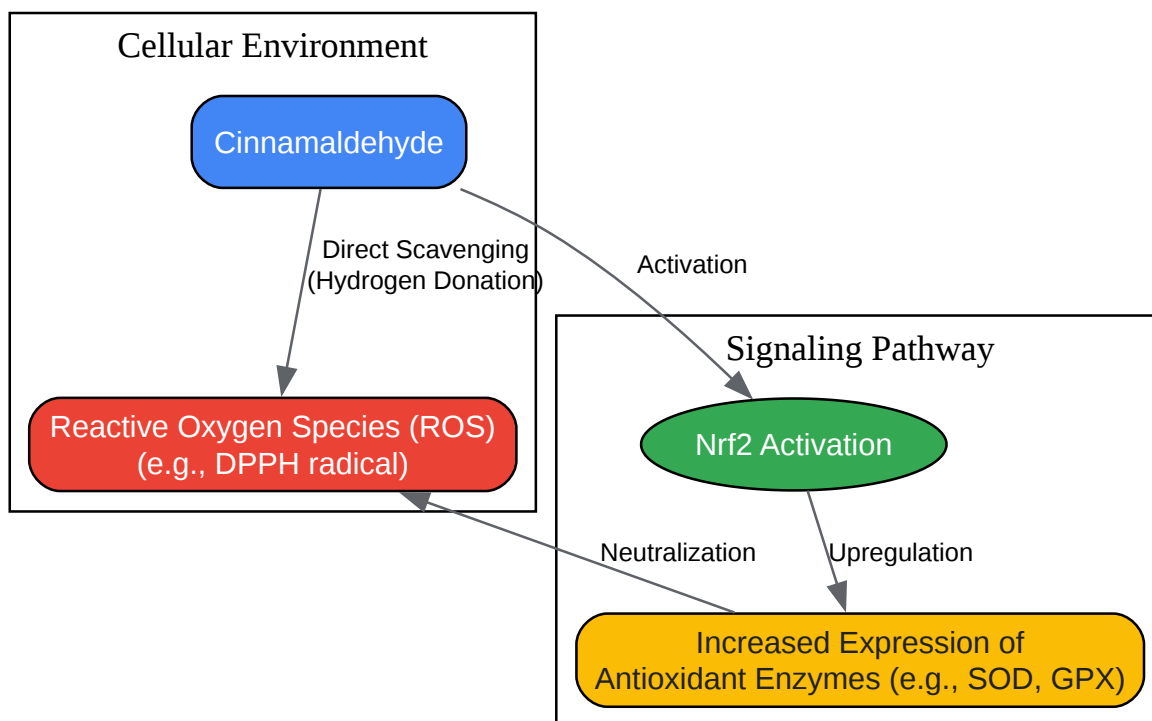 Cellular Environment
Cinnamaldehyde
Direct Scavenging
(Hydrogen Donation)
Activation
Signaling Pathway
Reactive Oxygen Species (ROS)
(e.g., DPPH radical)
Nrf2 Activation
Neutralization
Upregulation
Increased Expression of
Antioxidant Enzymes (e.g., SOD, GPX)